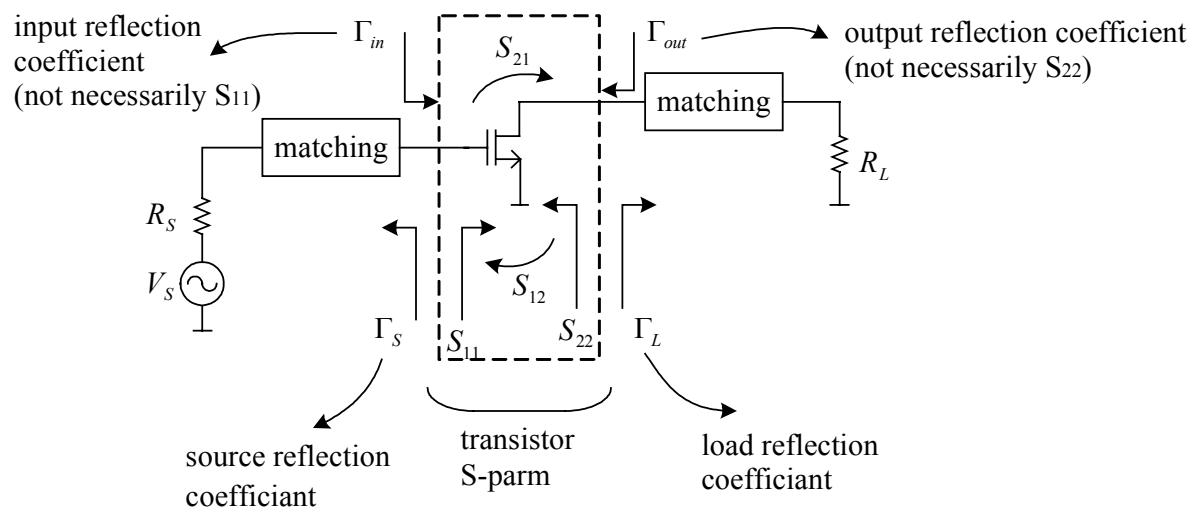 input reflection
coefficient
(not necessarily S11)
Γin
S21
Γout
output reflection coefficient
(not necessarily S22)
matching
matching
RS
RL
VS
S12
ΓS
S11
S22
ΓL
source reflection
coefficiant
transistor
S-parm
load reflection
coefficiant